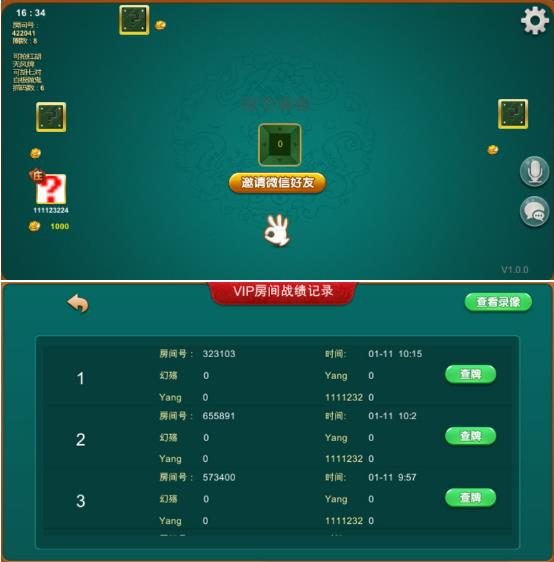 16 : 34
房间号：
422041
圈数：8
可抢杠胡
无风牌
可胡七对
白板做鬼
抓码数：6
?
?
?
0
邀请微信好友
庄
?
111123224
1000
V1.0.0
VIP房间战绩记录
查看录像
房间号： 323103 时间: 01-11 10:15
1 幻殇 0 Yang 0 查牌
Yang 0 1111232 0
房间号： 655891 时间: 01-11 10:2
2 幻殇 0 Yang 0 查牌
Yang 0 1111232 0
房间号： 573400 时间: 01-11 9:57
3 幻殇 0 Yang 0 查牌
Yang 0 1111232 0